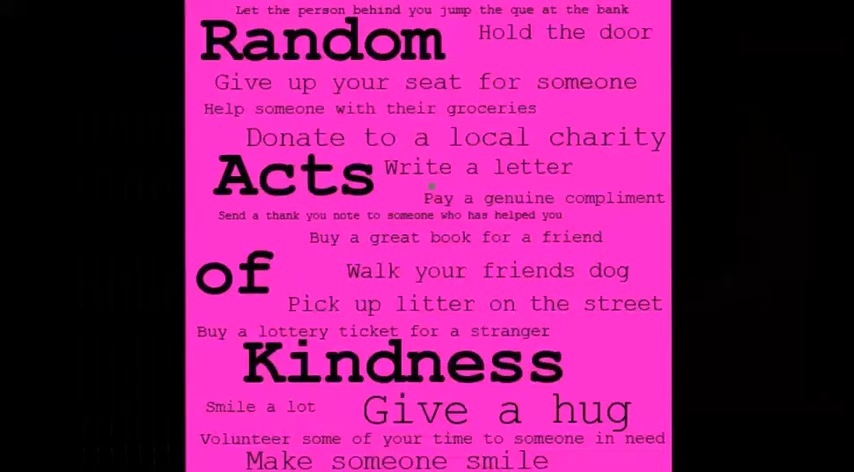 Let the person behind you jump the que at the bank
Random
Hold the door
Give up your seat for someone
Help someone with their groceries
Donate to a local charity
Acts
Write a letter
Pay a genuine compliment
Send a thank you note to someone who has helped you
Buy a great book for a friend
of
Walk your friends dog
Pick up litter on the street
Buy a lottery ticket for a stranger
Kindness
Smile a lot
Give a hug
Volunteer some of your time to someone in need
Make someone smile